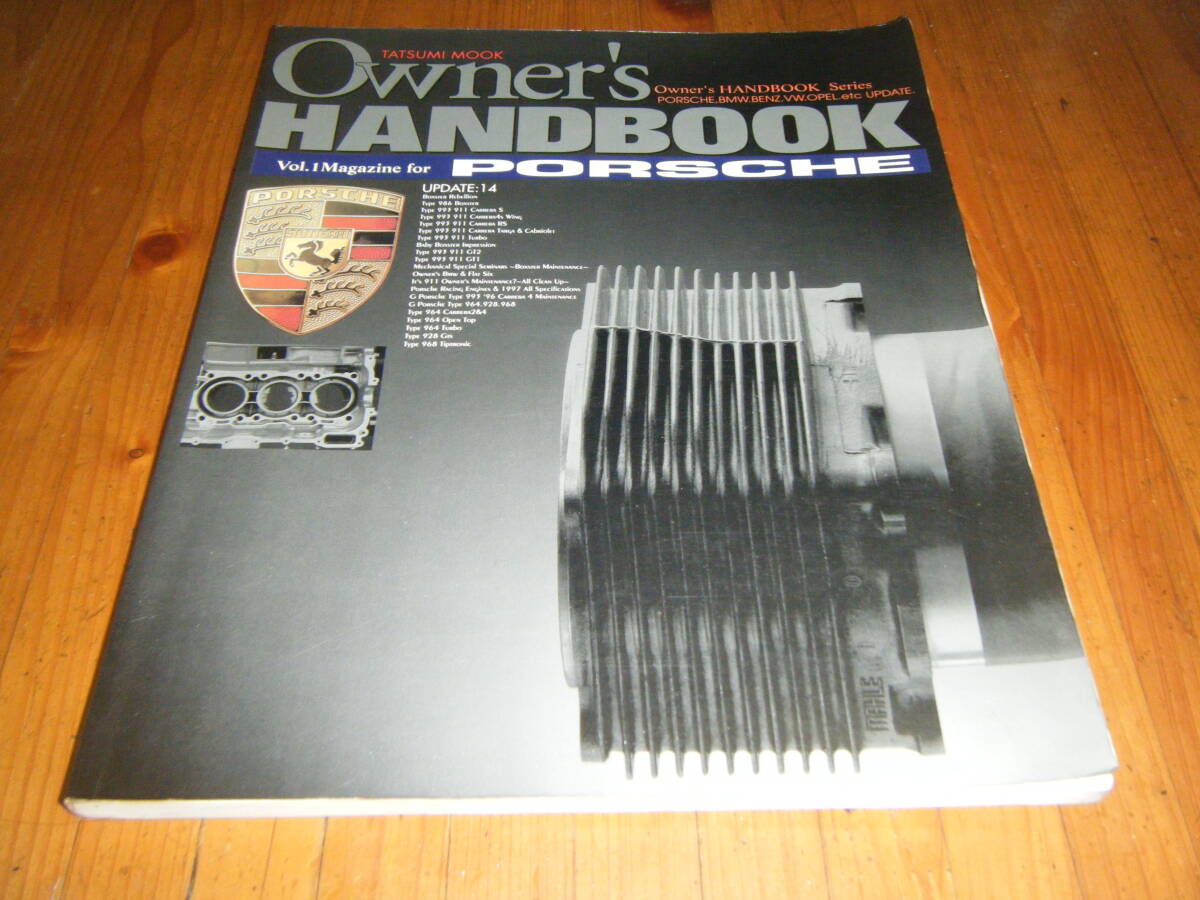 TATSUMI MOOK
Owner's
Owner's HANDBOOK Series
PORSCHE,BMW,BENZ,VW,OPEL.etc UPDATE.
HANDBOOK
Vol.1 Magazine for PORSCHE
PORSCHE
UPDATE:14
Boxster Rebellion
Type 986 Boxster
Type 993 911 Carrera S
Type 993 911 Carrera4s Wing
Type 993 911 Carrera RS
Type 993 911 Carrera Targa & Cabriolet
Type 993 911 Turbo
Baby Boxster Impression
Type 993 911 GT2
Type 993 911 GT1
Mechanical Special Seminars ~Boxster Maintenance~
Owner's Bmw & Flat Six
It's 911 Owner's Maintenance?~All Clean Up~
Porsche Racing Engines & 1997 All Specifications
G Porsche Type 993 '96 Carrera 4 Maintenance
G Porsche Type 964.928.968
Type 964 Carrera2&4
Type 964 Open Top
Type 964 Turbo
Type 928 Gts
Type 968 Tiptronic
MAHLE